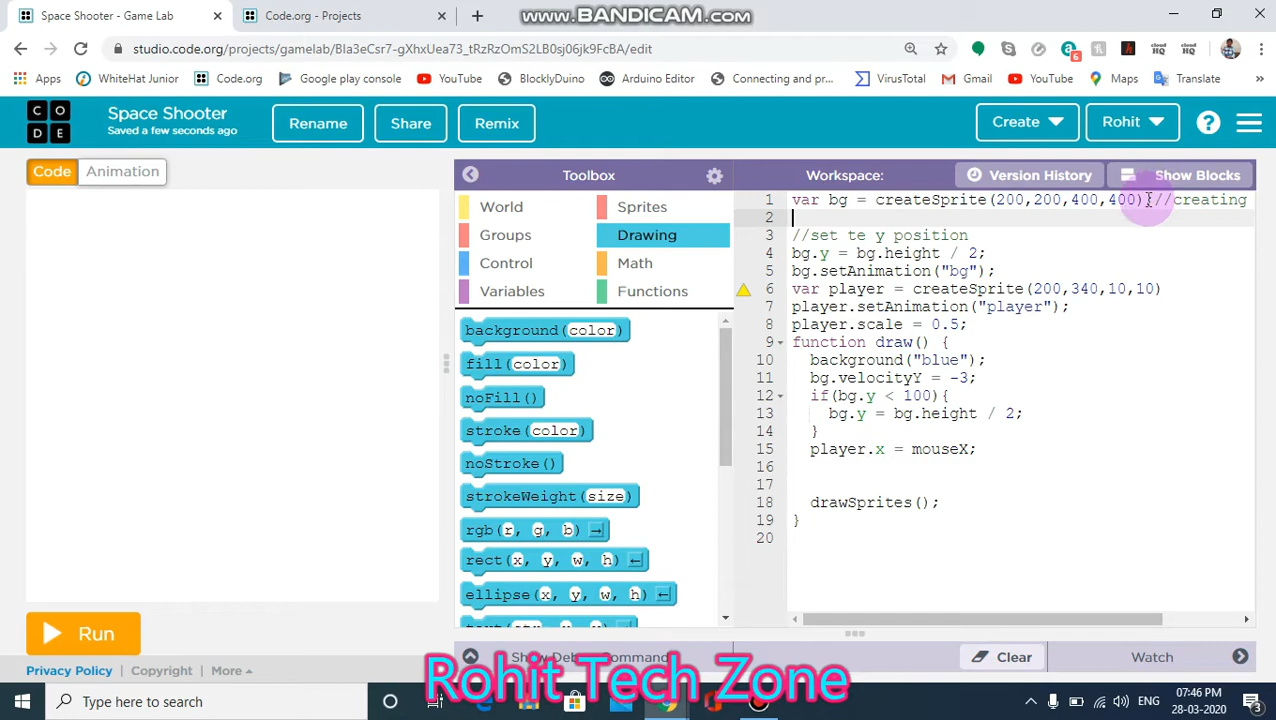 Space Shooter - Game Lab
Code.org - Projects
www.BANDICAM.com
studio.code.org/projects/gamelab/BIa3eCsr7-gXhxUea73_tRzRzOmS2LB0sj06jk9FcBA/edit
Apps
WhiteHat Junior
Code.org
Google play console
YouTube
BlocklyDuino
Arduino Editor
Connecting and pr...
VirusTotal
Gmail
YouTube
Maps
Translate
6
cloud HQ
cloud HQ
C O
D E
Space Shooter
Saved a few seconds ago
Rename
Share
Remix
Create
Rohit
?
Code
Animation
Toolbox
Workspace:
Version History
Show Blocks
World
Sprites
Groups
Drawing
Control
Math
Variables
Functions
background(color)
fill(color)
noFill()
stroke(color)
noStroke()
strokeWeight(size)
rgb(r, g, b)
rect(x, y, w, h)
ellipse(x, y, w, h)
1 var bg = createSprite(200,200,400,400);//creating
2
3 //set te y position
4 bg.y = bg.height / 2;
5 bg.setAnimation("bg");
6 var player = createSprite(200,340,10,10)
7 player.setAnimation("player");
8 player.scale = 0.5;
9 function draw() {
10 background("blue");
11 bg.velocityY = -3;
12 if(bg.y < 100){
13 bg.y = bg.height / 2;
14 }
15 player.x = mouseX;
16
17
18 drawSprites();
19 }
20
Run
Clear
Watch
Privacy Policy
Copyright
More
Rohit Tech Zone
Type here to search
ENG
07:46 PM
28-03-2020
3